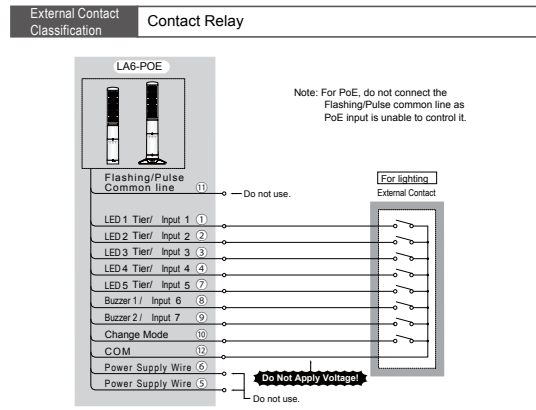 External Contact
Classification
Contact Relay
LA6-POE
Note: For PoE, do not connect the
Flashing/Pulse common line as
PoE input is unable to control it.
Flashing/Pulse
Common line ⑪
Do not use.
For lighting
External Contact
LED 1 Tier/ Input 1 ①
LED 2 Tier/ Input 2 ②
LED 3 Tier/ Input 3 ③
LED 4 Tier/ Input 4 ④
LED 5 Tier/ Input 5 ⑦
Buzzer 1 / Input 6 ⑧
Buzzer 2 / Input 7 ⑨
Change Mode ⑩
COM ⑫
Power Supply Wire ⑥
Power Supply Wire ⑤
Do Not Apply Voltage!
Do not use.